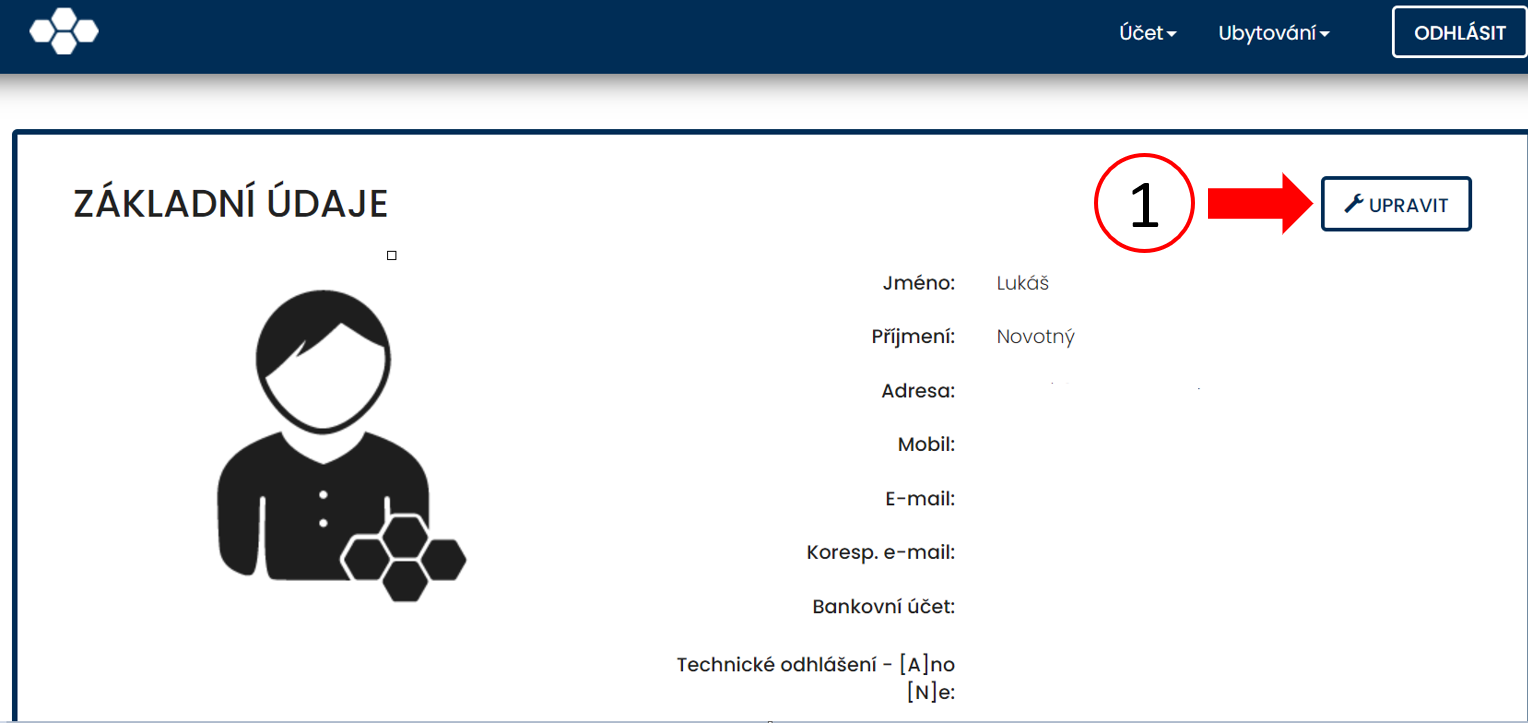 Účet
Ubytování
ODHLÁSIT
ZÁKLADNÍ ÚDAJE
1
UPRAVIT
Jméno: Lukáš
Příjmení: Novotný
Adresa:
Mobil:
E-mail:
Koresp. e-mail:
Bankovní účet:
Technické odhlášení - [A]no
[N]e: